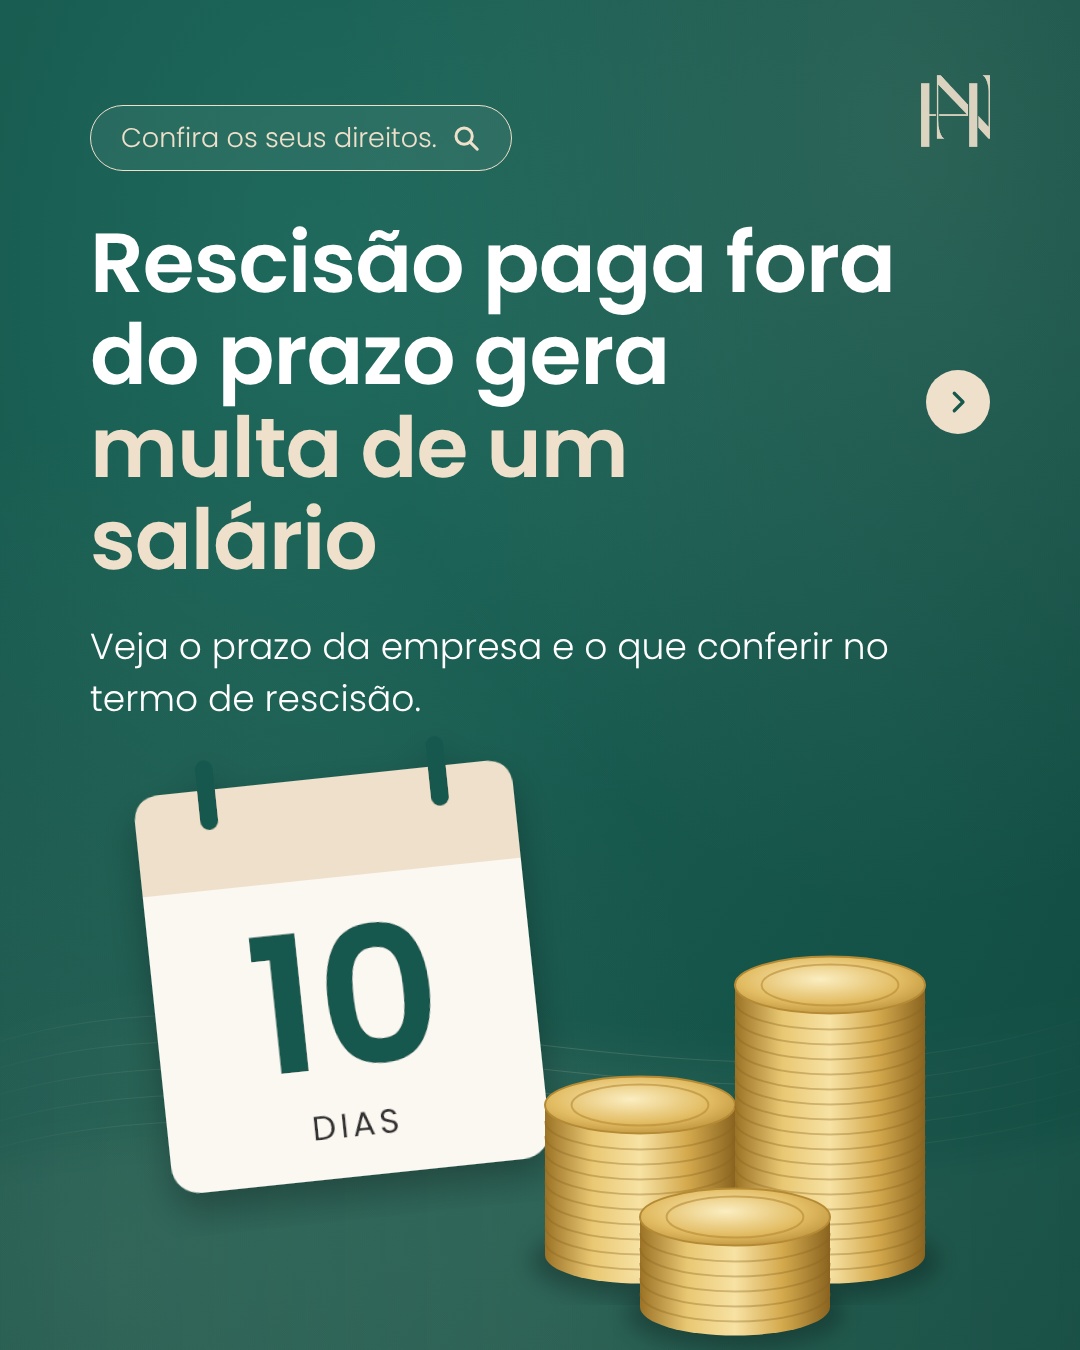 Confira os seus direitos.
Rescisão paga fora
do prazo gera
multa de um
salário
Veja o prazo da empresa e o que conferir no
termo de rescisão.
10
DIAS